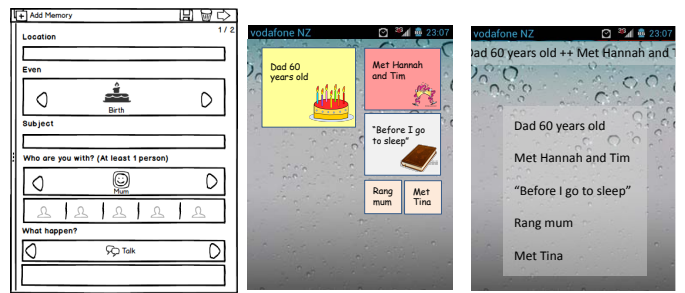 Add Memory
1 / 2
Location
Even
Birth
Subject
Who are you with? (At least 1 person)
Mum
What happen?
Talk
vodafone NZ
23:07
Dad 60
years old
Met Hannah
and Tim
“Before I go
to sleep”
Rang
mum
Met
Tina
vodafone NZ
23:07
Dad 60 years old ++ Met Hannah and T
Dad 60 years old
Met Hannah and Tim
“Before I go to sleep”
Rang mum
Met Tina